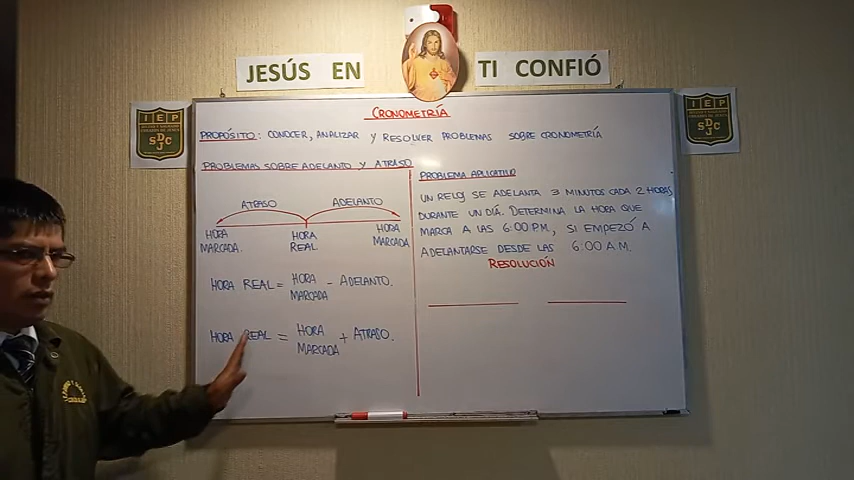 JESÚS EN TI CONFIÓ
I E P
S D J C
I E P
S D J C
CRONOMETRÍA
PROPÓSITO: CONOCER, ANALIZAR Y RESOLVER PROBLEMAS SOBRE CRONOMETRÍA
PROBLEMAS SOBRE ADELANTO Y ATRASO
ATRASO ADELANTO
HORA MARCADA.
HORA REAL
HORA MARCADA
HORA REAL = HORA MARCADA - ADELANTO.
HORA REAL = HORA MARCADA + ATRASO.
PROBLEMA APLICATIVO
UN RELOJ SE ADELANTA 3 MINUTOS CADA 2 HORAS
DURANTE UN DÍA. DETERMINA LA HORA QUE
MARCA A LAS 6:00 P.M., SI EMPEZÓ A
ADELANTARSE DESDE LAS 6:00 A.M.
RESOLUCIÓN